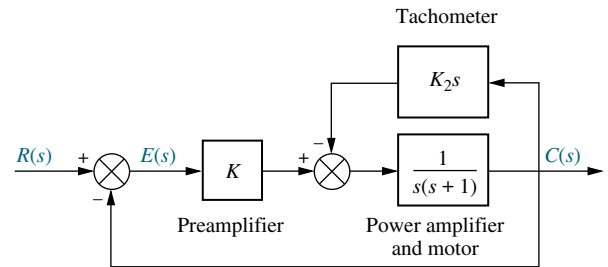 Tachometer
K₂s
−
R(s) + E(s) K + 1 C(s)
s(s + 1)
−
Preamplifier Power amplifier
and motor